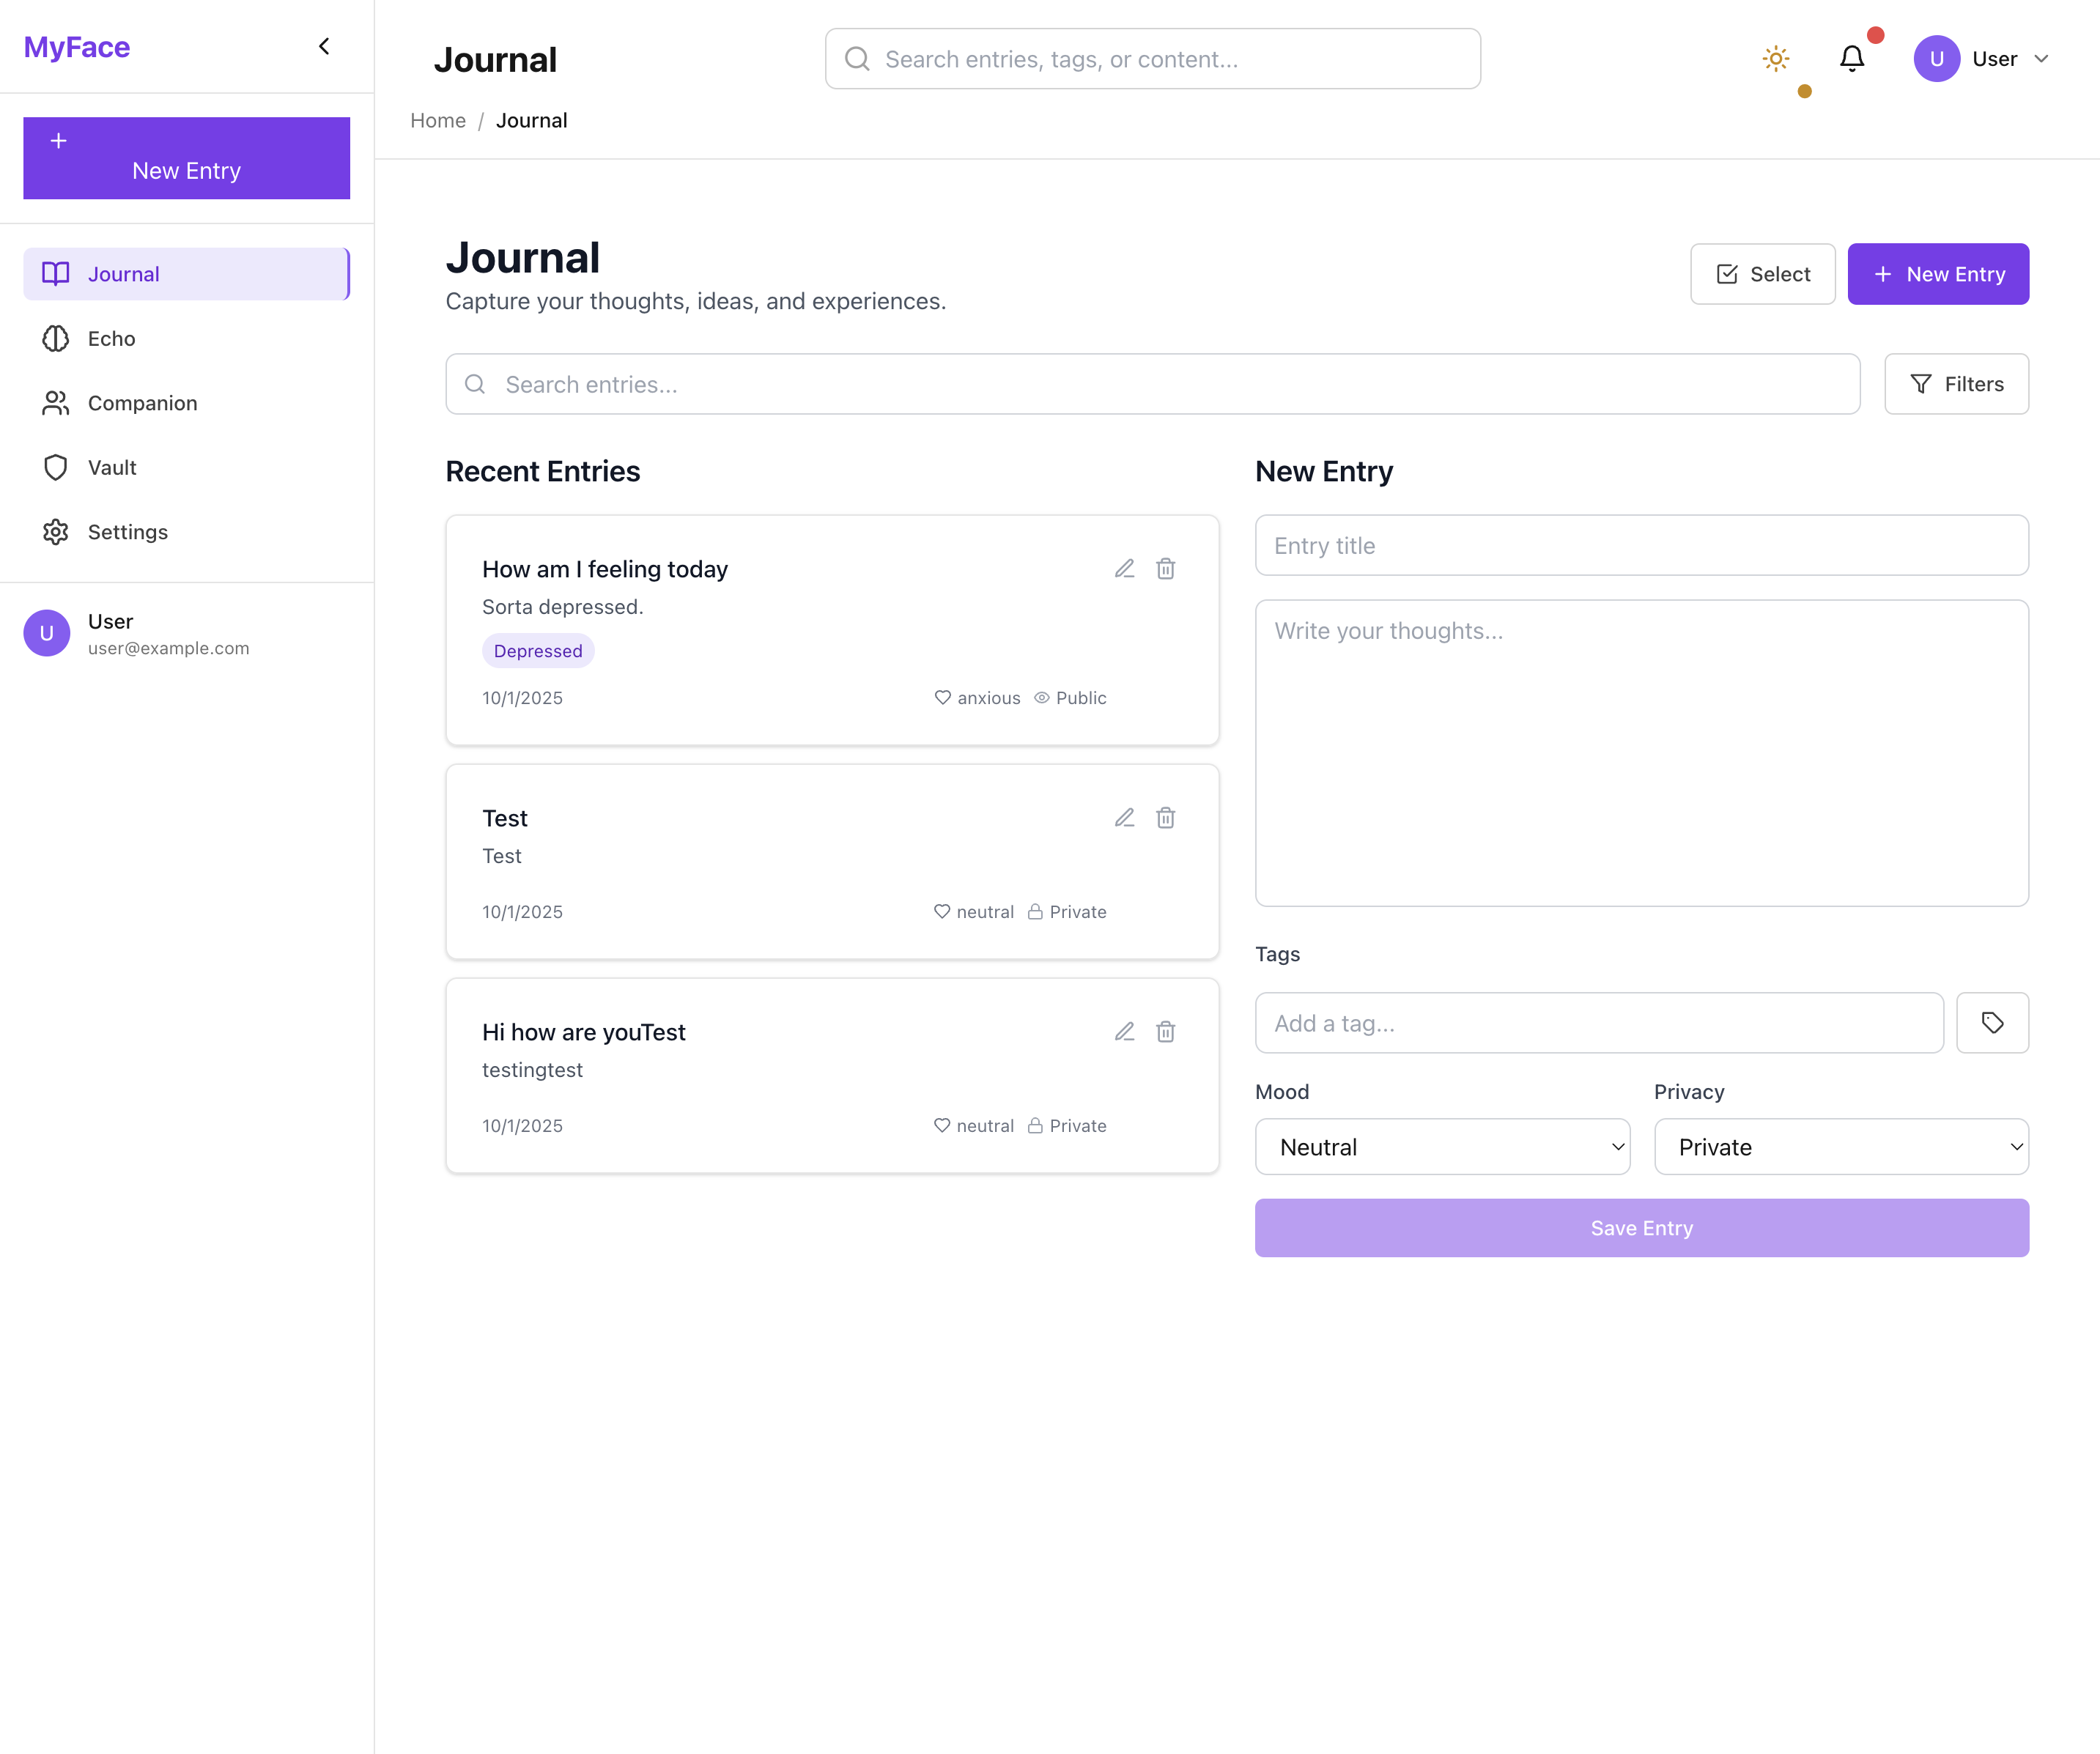 MyFace
New Entry
Journal
Echo
Companion
Vault
Settings
U
User
user@example.com
Journal
Search entries, tags, or content...
U
User
Home / Journal
Journal
Capture your thoughts, ideas, and experiences.
Select
New Entry
Search entries...
Filters
Recent Entries
How am I feeling today
Sorta depressed.
Depressed
10/1/2025
anxious
Public
Test
Test
10/1/2025
neutral
Private
Hi how are youTest
testingtest
10/1/2025
neutral
Private
New Entry
Entry title
Write your thoughts...
Tags
Add a tag...
Mood
Privacy
Neutral
Private
Save Entry